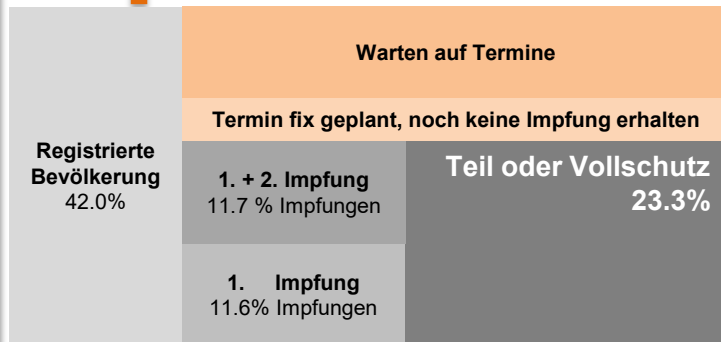 Warten auf Termine
Termin fix geplant, noch keine Impfung erhalten
Registrierte
Bevölkerung
42.0%
1. + 2. Impfung
11.7 % Impfungen
Teil oder Vollschutz
23.3%
1. Impfung
11.6% Impfungen